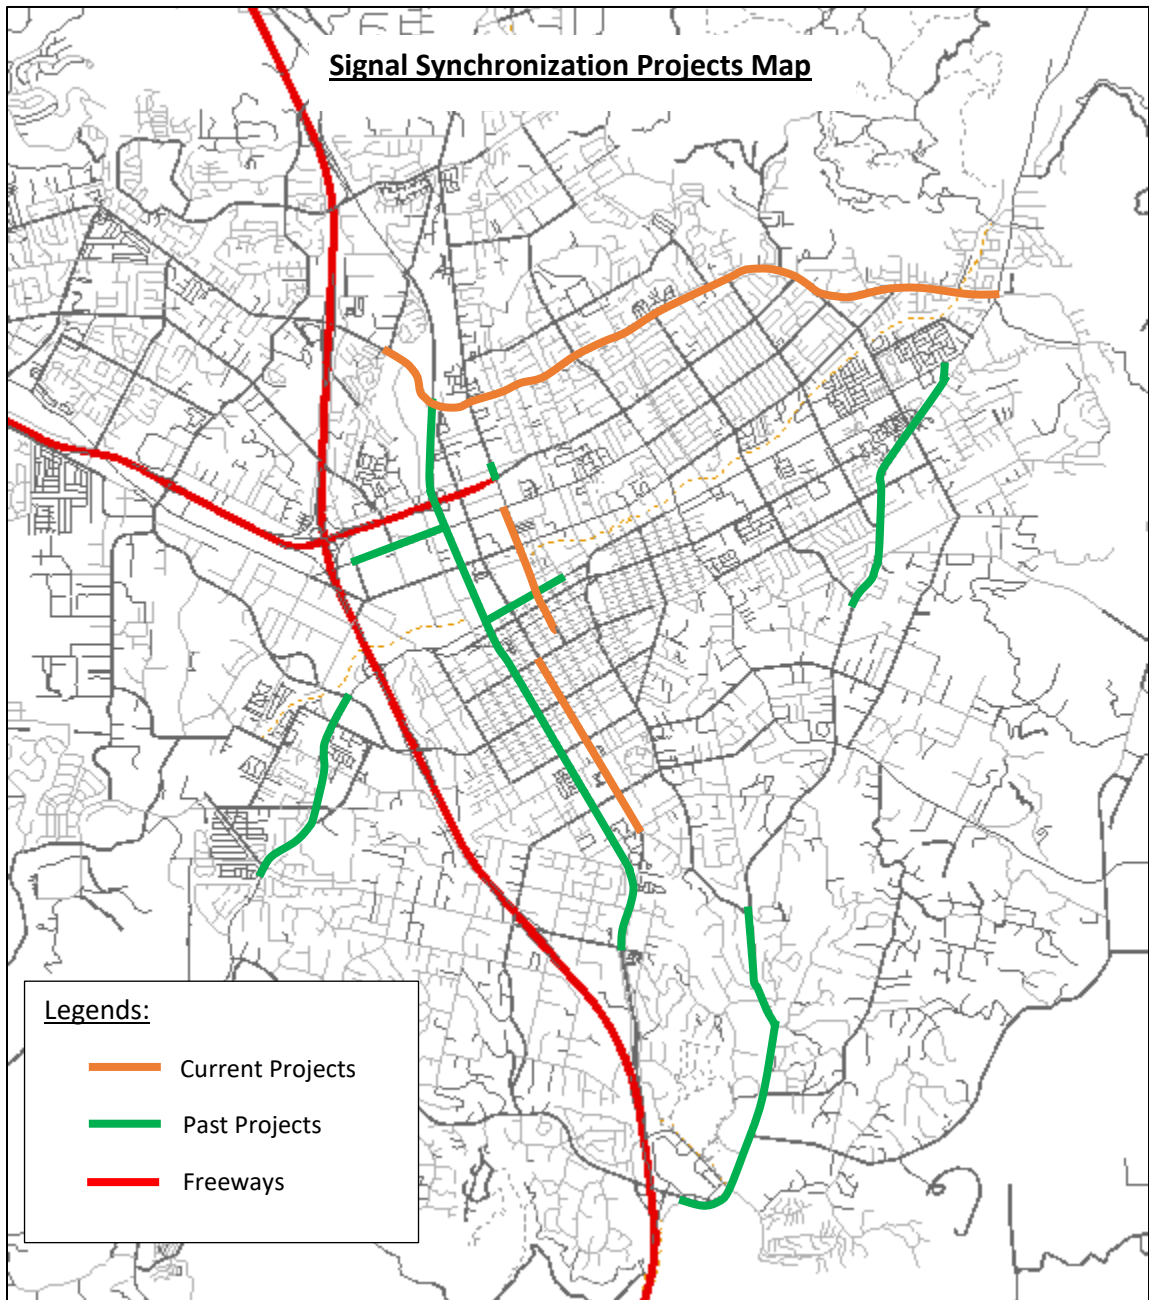 Signal Synchronization Projects Map
Legends:
Current Projects
Past Projects
Freeways